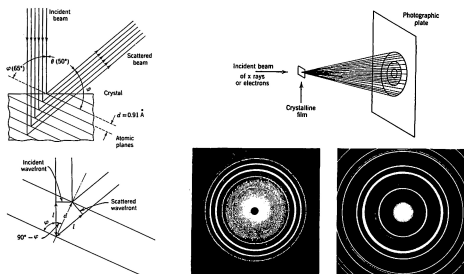 Incident
beam
Scattered
beam
φ(65°)
θ (50°)
φ
Crystal
d = 0.91 Å
Atomic
planes
Incident
wavefront
Scattered
wavefront
l
d
φ
l
90° − φ
Photographic
plate
Incident beam
of x rays
or electrons
Crystalline
film